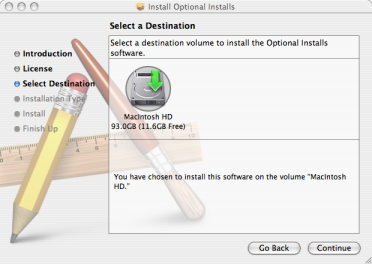 Install Optional Installs
Select a Destination
Introduction
License
Select Destination
Installation Type
Install
Finish Up
Select a destination volume to install the Optional Installs
software.
MacIntosh HD
93.0GB (11.6GB Free)
You have chosen to install this software on the volume "MacIntosh
HD."
Go Back
Continue